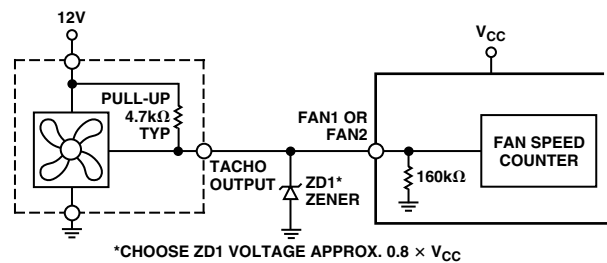 12V
PULL-UP
4.7kΩ
TYP
TACHO
OUTPUT
ZD1*
ZENER
FAN1 OR
FAN2
VCC
160kΩ
FAN SPEED
COUNTER
*CHOOSE ZD1 VOLTAGE APPROX. 0.8 × VCC